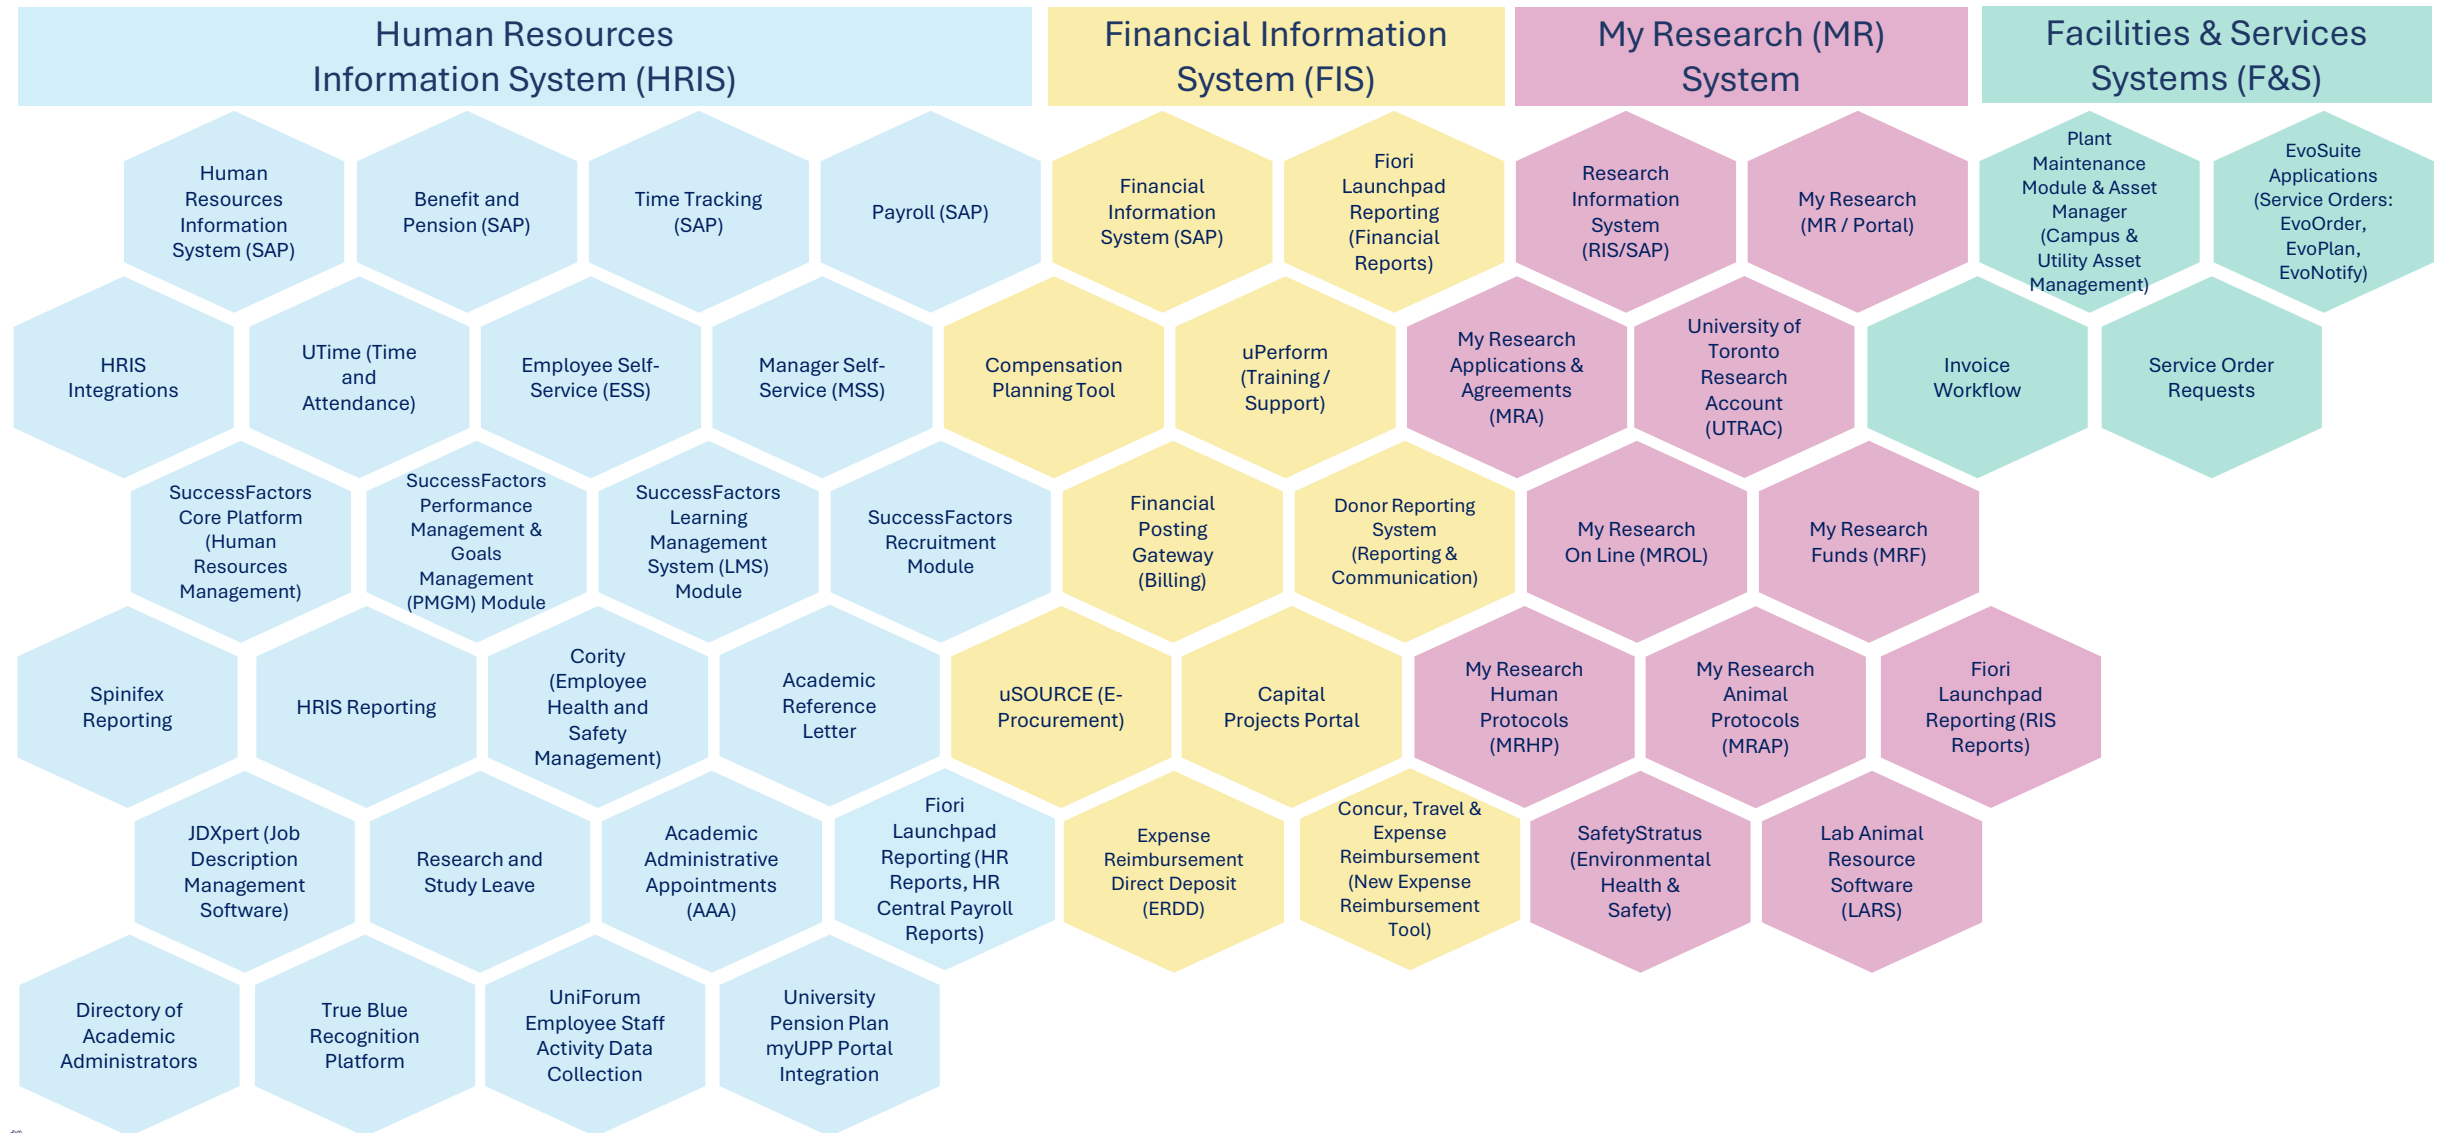 Human Resources
Information System (HRIS)
Financial Information
System (FIS)
My Research (MR)
System
Facilities & Services
Systems (F&S)
Human
Resources
Information
System (SAP)
Benefit and
Pension (SAP)
Time Tracking
(SAP)
Payroll (SAP)
Financial
Information
System (SAP)
Fiori
Launchpad
Reporting
(Financial
Reports)
Research
Information
System
(RIS/SAP)
My Research
(MR / Portal)
Plant
Maintenance
Module & Asset
Manager
(Campus &
Utility Asset
Management)
EvoSuite
Applications
(Service Orders:
EvoOrder,
EvoPlan,
EvoNotify)
HRIS
Integrations
UTime (Time
and
Attendance)
Employee Self-
Service (ESS)
Manager Self-
Service (MSS)
Compensation
Planning Tool
uPerform
(Training /
Support)
My Research
Applications &
Agreements
(MRA)
University of
Toronto
Research
Account
(UTRAC)
Invoice
Workflow
Service Order
Requests
SuccessFactors
Core Platform
(Human
Resources
Management)
SuccessFactors
Performance
Management &
Goals
Management
(PMGM) Module
SuccessFactors
Learning
Management
System (LMS)
Module
SuccessFactors
Recruitment
Module
Financial
Posting
Gateway
(Billing)
Donor Reporting
System
(Reporting &
Communication)
My Research
On Line (MROL)
My Research
Funds (MRF)
Spinifex
Reporting
HRIS Reporting
Cority
(Employee
Health and
Safety
Management)
Academic
Reference
Letter
uSOURCE (E-
Procurement)
Capital
Projects Portal
My Research
Human
Protocols
(MRHP)
My Research
Animal
Protocols
(MRAP)
Fiori
Launchpad
Reporting (RIS
Reports)
JDXpert (Job
Description
Management
Software)
Research and
Study Leave
Academic
Administrative
Appointments
(AAA)
Fiori
Launchpad
Reporting (HR
Reports, HR
Central Payroll
Reports)
Expense
Reimbursement
Direct Deposit
(ERDD)
Concur, Travel &
Expense
Reimbursement
(New Expense
Reimbursement
Tool)
SafetyStratus
(Environmental
Health &
Safety)
Lab Animal
Resource
Software
(LARS)
Directory of
Academic
Administrators
True Blue
Recognition
Platform
UniForum
Employee Staff
Activity Data
Collection
University
Pension Plan
myUPP Portal
Integration